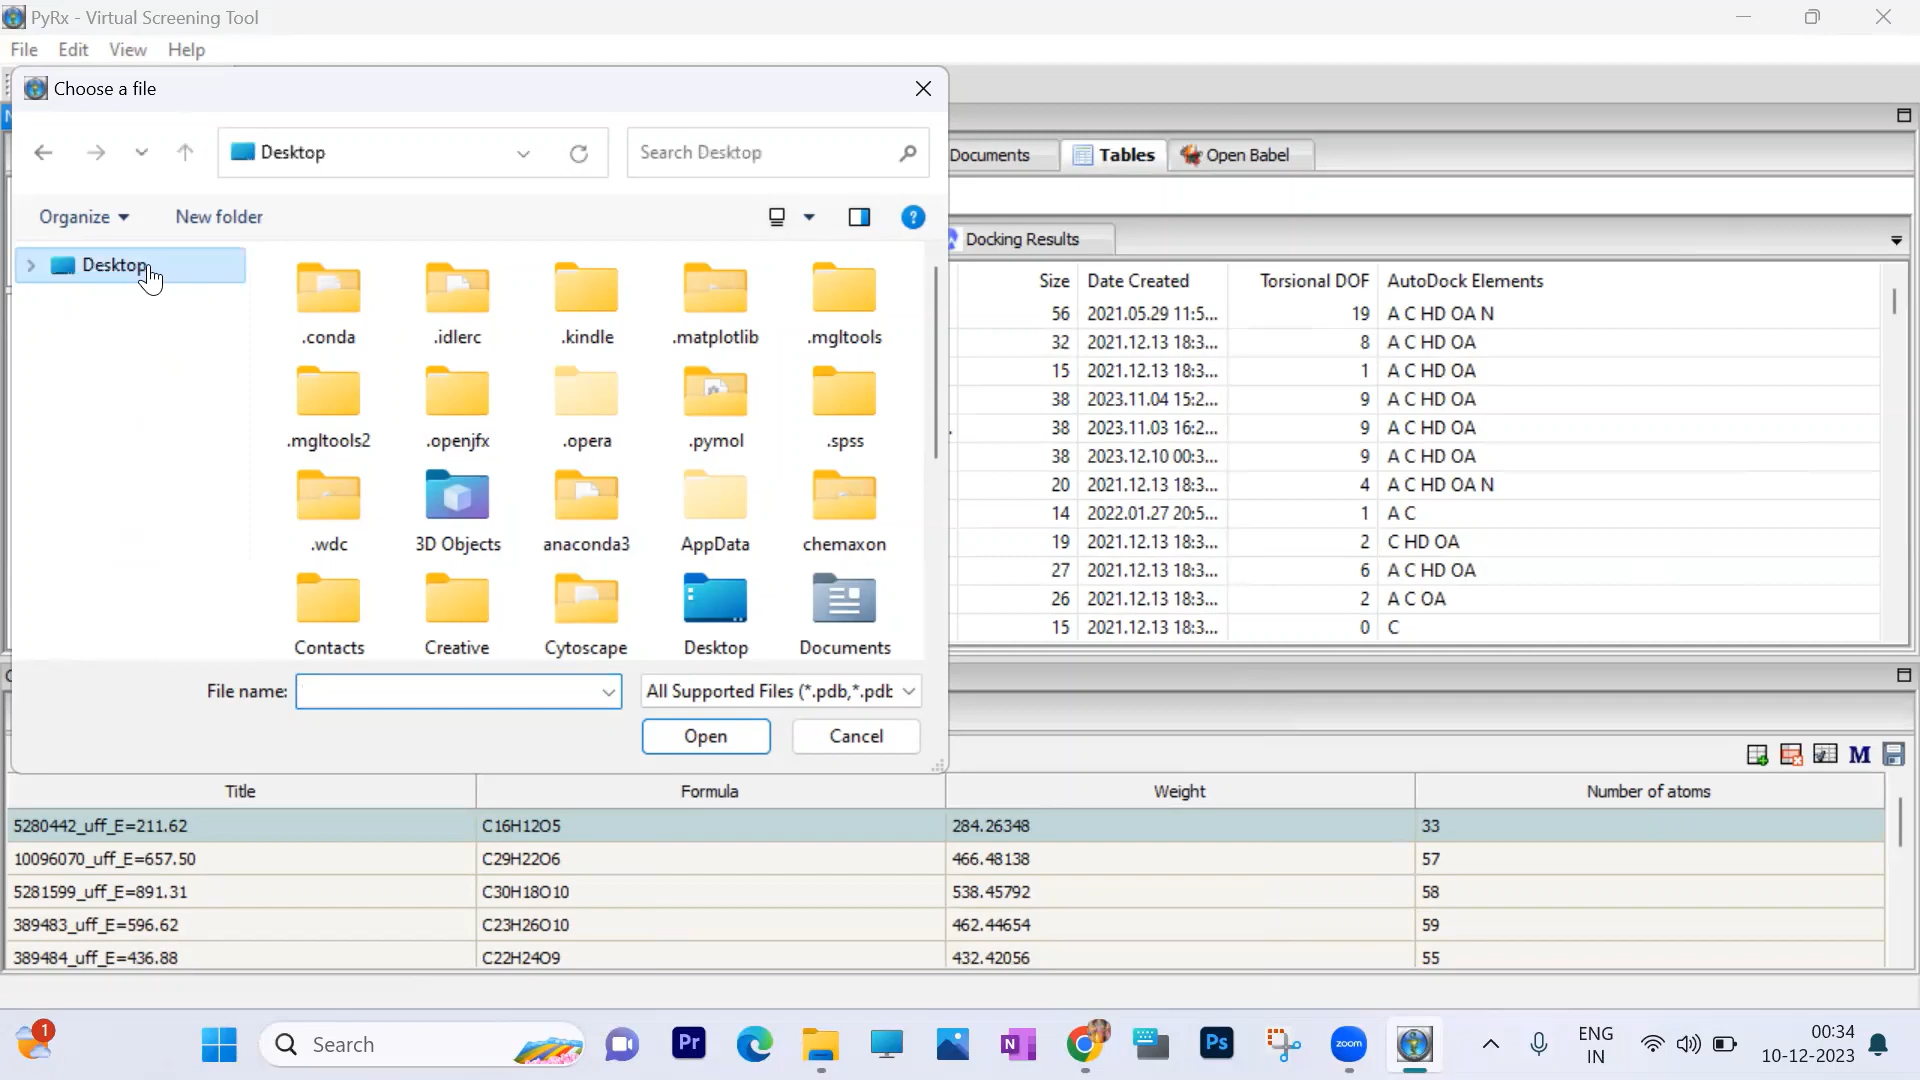 PyRx - Virtual Screening Tool
File Edit View Help
Choose a file
Desktop
Search Desktop
Documents Tables Open Babel
Organize New folder
Docking Results
Desktop
.conda .idlerc .kindle .matplotlib .mgltools
.mgltools2 .openjfx .opera .pymol .spss
.wdc 3D Objects anaconda3 AppData chemaxon
Contacts Creative Cytoscape Desktop Documents
Size Date Created Torsional DOF AutoDock Elements
56 2021.05.29 11:5... 19 A C HD OA N
32 2021.12.13 18:3... 8 A C HD OA
15 2021.12.13 18:3... 1 A C HD OA
38 2023.11.04 15:2... 9 A C HD OA
38 2023.11.03 16:2... 9 A C HD OA
38 2023.12.10 00:3... 9 A C HD OA
20 2021.12.13 18:3... 4 A C HD OA N
14 2022.01.27 20:5... 1 A C
19 2021.12.13 18:3... 2 C HD OA
27 2021.12.13 18:3... 6 A C HD OA
26 2021.12.13 18:3... 2 A C OA
15 2021.12.13 18:3... 0 C
File name: All Supported Files (*.pdb,*.pdb
Open Cancel
M
Title Formula Weight Number of atoms
5280442_uff_E=211.62 C16H12O5 284.26348 33
10096070_uff_E=657.50 C29H22O6 466.48138 57
5281599_uff_E=891.31 C30H18O10 538.45792 58
389483_uff_E=596.62 C23H26O10 462.44654 59
389484_uff_E=436.88 C22H24O9 432.42056 55
1 Search Pr N Ps zoom
ENG
IN
00:34
10-12-2023